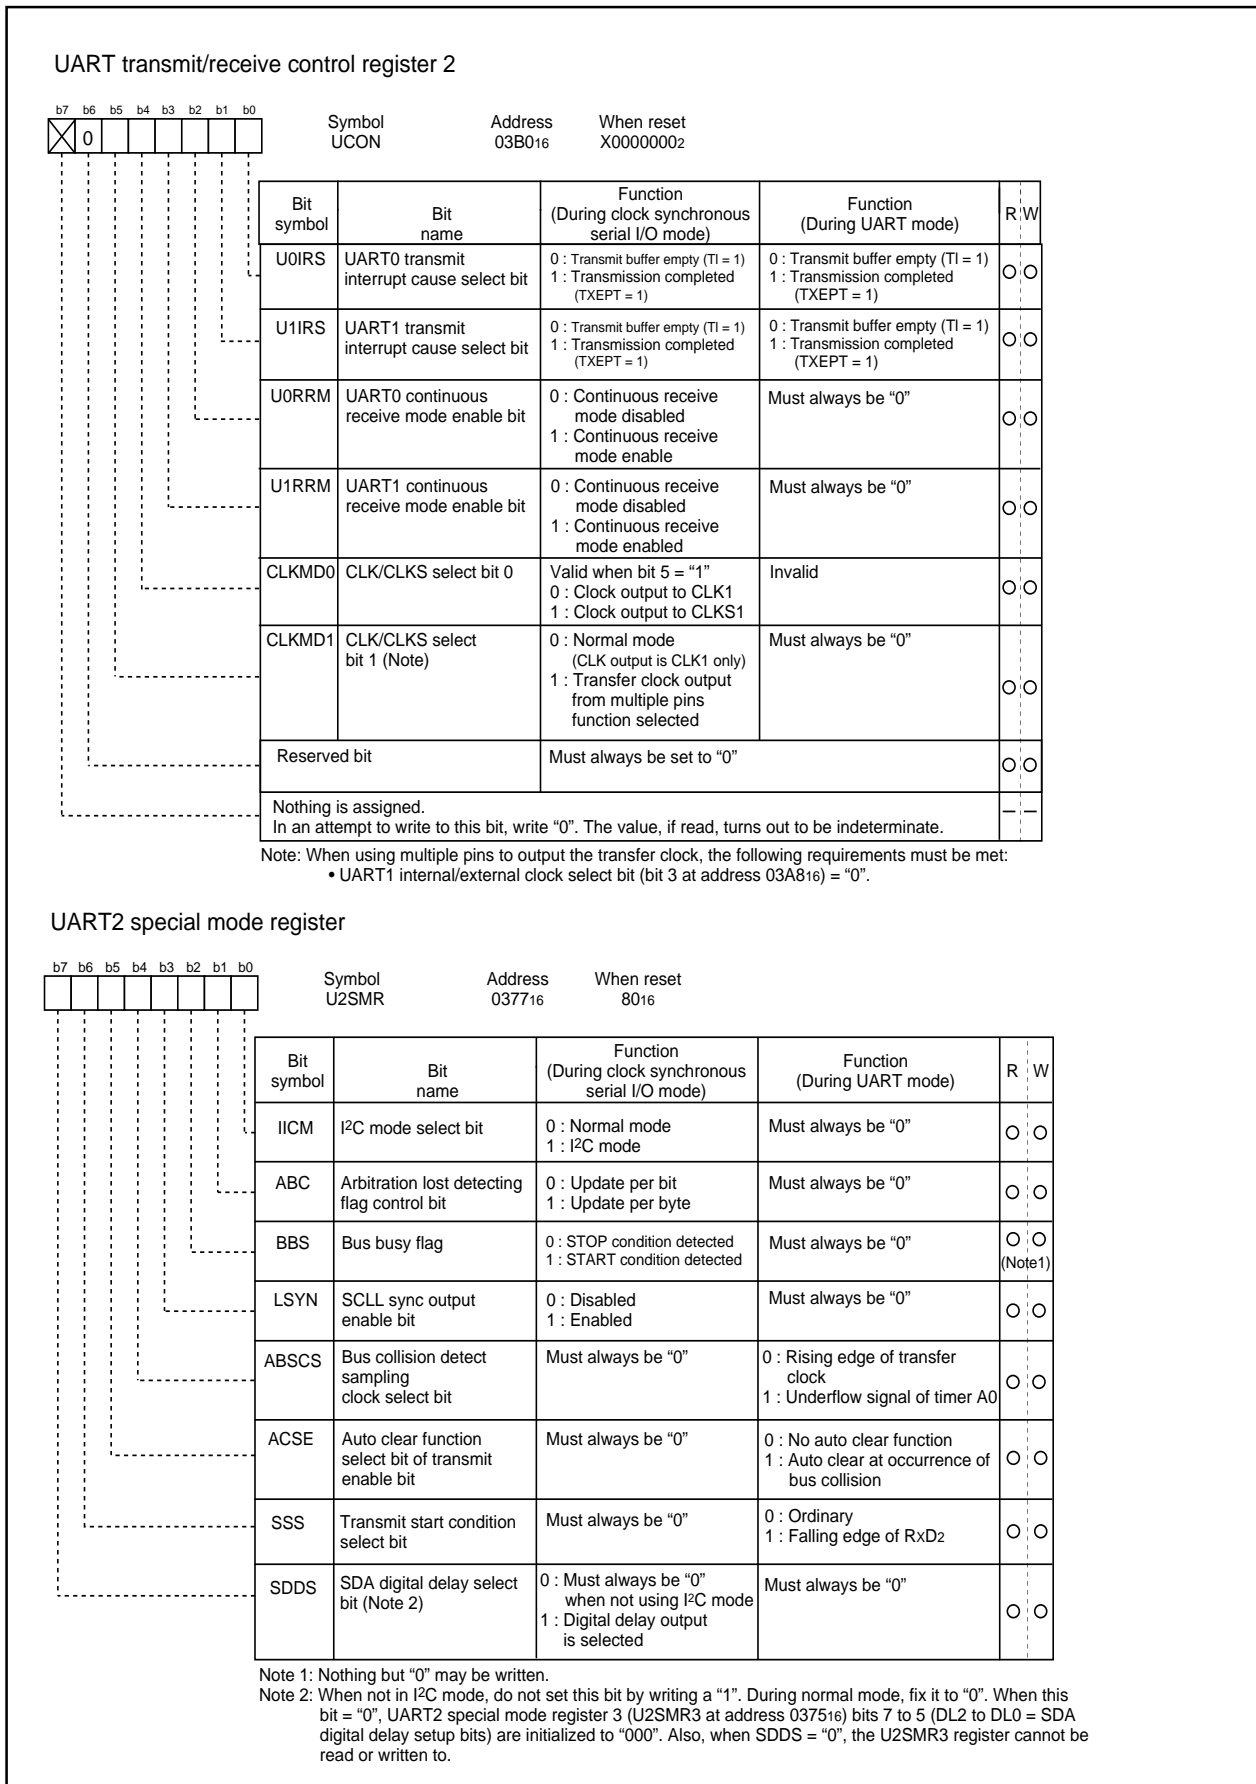 UART transmit/receive control register 2
b7 b6 b5 b4 b3 b2 b1 b0
0
Symbol Address When reset
UCON 03B016 X00000002
Bit symbol
Bit name
Function (During clock synchronous serial I/O mode)
Function (During UART mode)
R W
U0IRS
UART0 transmit
interrupt cause select bit
0 : Transmit buffer empty (TI = 1)
1 : Transmission completed
(TXEPT = 1)
0 : Transmit buffer empty (TI = 1)
1 : Transmission completed
(TXEPT = 1)
U1IRS
UART1 transmit
interrupt cause select bit
0 : Transmit buffer empty (TI = 1)
1 : Transmission completed
(TXEPT = 1)
0 : Transmit buffer empty (TI = 1)
1 : Transmission completed
(TXEPT = 1)
U0RRM
UART0 continuous
receive mode enable bit
0 : Continuous receive
mode disabled
1 : Continuous receive
mode enable
Must always be “0”
U1RRM
UART1 continuous
receive mode enable bit
0 : Continuous receive
mode disabled
1 : Continuous receive
mode enabled
Must always be “0”
CLKMD0
CLK/CLKS select bit 0
Valid when bit 5 = “1”
0 : Clock output to CLK1
1 : Clock output to CLKS1
Invalid
CLKMD1
CLK/CLKS select
bit 1 (Note)
0 : Normal mode
(CLK output is CLK1 only)
1 : Transfer clock output
from multiple pins
function selected
Must always be “0”
Reserved bit
Must always be set to “0”
Nothing is assigned.
In an attempt to write to this bit, write “0”. The value, if read, turns out to be indeterminate.
Note: When using multiple pins to output the transfer clock, the following requirements must be met:
• UART1 internal/external clock select bit (bit 3 at address 03A816) = “0”.
UART2 special mode register
b7 b6 b5 b4 b3 b2 b1 b0
Symbol Address When reset
U2SMR 037716 8016
Bit symbol
Bit name
Function (During clock synchronous serial I/O mode)
Function (During UART mode)
R W
IICM
I2C mode select bit
0 : Normal mode
1 : I2C mode
Must always be “0”
ABC
Arbitration lost detecting
flag control bit
0 : Update per bit
1 : Update per byte
Must always be “0”
BBS
Bus busy flag
0 : STOP condition detected
1 : START condition detected
Must always be “0”
(Note1)
LSYN
SCLL sync output
enable bit
0 : Disabled
1 : Enabled
Must always be “0”
ABSCS
Bus collision detect
sampling
clock select bit
Must always be “0”
0 : Rising edge of transfer
clock
1 : Underflow signal of timer A0
ACSE
Auto clear function
select bit of transmit
enable bit
Must always be “0”
0 : No auto clear function
1 : Auto clear at occurrence of
bus collision
SSS
Transmit start condition
select bit
Must always be “0”
0 : Ordinary
1 : Falling edge of RxD2
SDDS
SDA digital delay select
bit (Note 2)
0 : Must always be “0”
when not using I2C mode
1 : Digital delay output
is selected
Must always be “0”
Note 1: Nothing but “0” may be written.
Note 2: When not in I2C mode, do not set this bit by writing a “1”. During normal mode, fix it to “0”. When this
bit = “0”, UART2 special mode register 3 (U2SMR3 at address 037516) bits 7 to 5 (DL2 to DL0 = SDA
digital delay setup bits) are initialized to “000”. Also, when SDDS = “0”, the U2SMR3 register cannot be
read or written to.